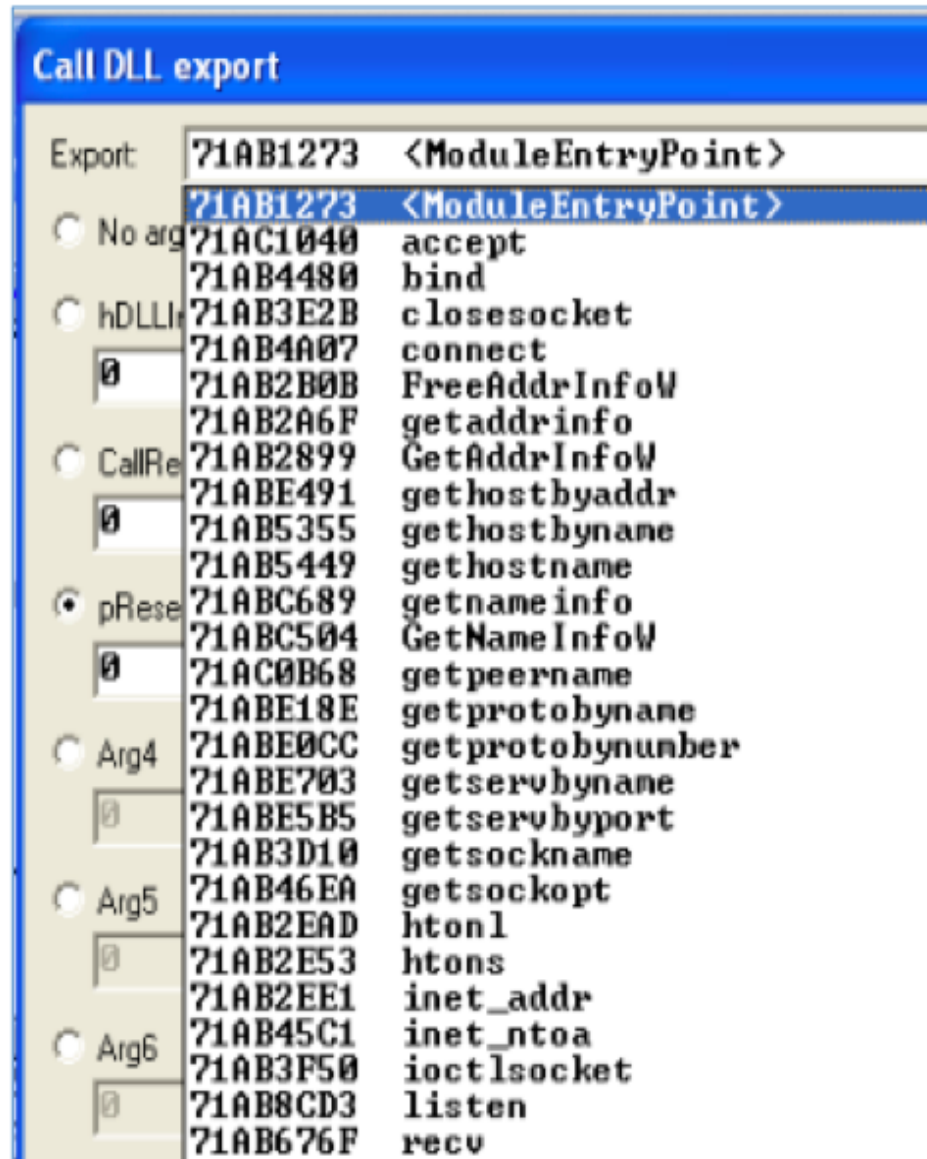 Call DLL export
Export: 71AB1273 <ModuleEntryPoint>
71AB1273 <ModuleEntryPoint>
No arg 71AC1040 accept
71AB4480 bind
hDLLI 71AB3E2B closesocket
71AB4A07 connect
0 71AB2B0B FreeAddrInfoW
71AB2A6F getaddrinfo
CallRe 71AB2899 GetAddrInfoW
71ABE491 gethostbyaddr
0 71AB5355 gethostbyname
71AB5449 gethostname
pRese 71ABC689 getnameinfo
71ABC504 GetNameInfoW
0 71AC0B68 getpeername
71ABE18E getprotobyname
Arg4 71ABE0CC getprotobynumber
71ABE703 getservbyname
0 71ABE5B5 getservbyport
71AB3D10 getsockname
Arg5 71AB46EA getsockopt
71AB2EAD htonl
0 71AB2E53 htons
71AB2EE1 inet_addr
Arg6 71AB45C1 inet_ntoa
71AB3F50 ioctlsocket
0 71AB8CD3 listen
71AB676F recv